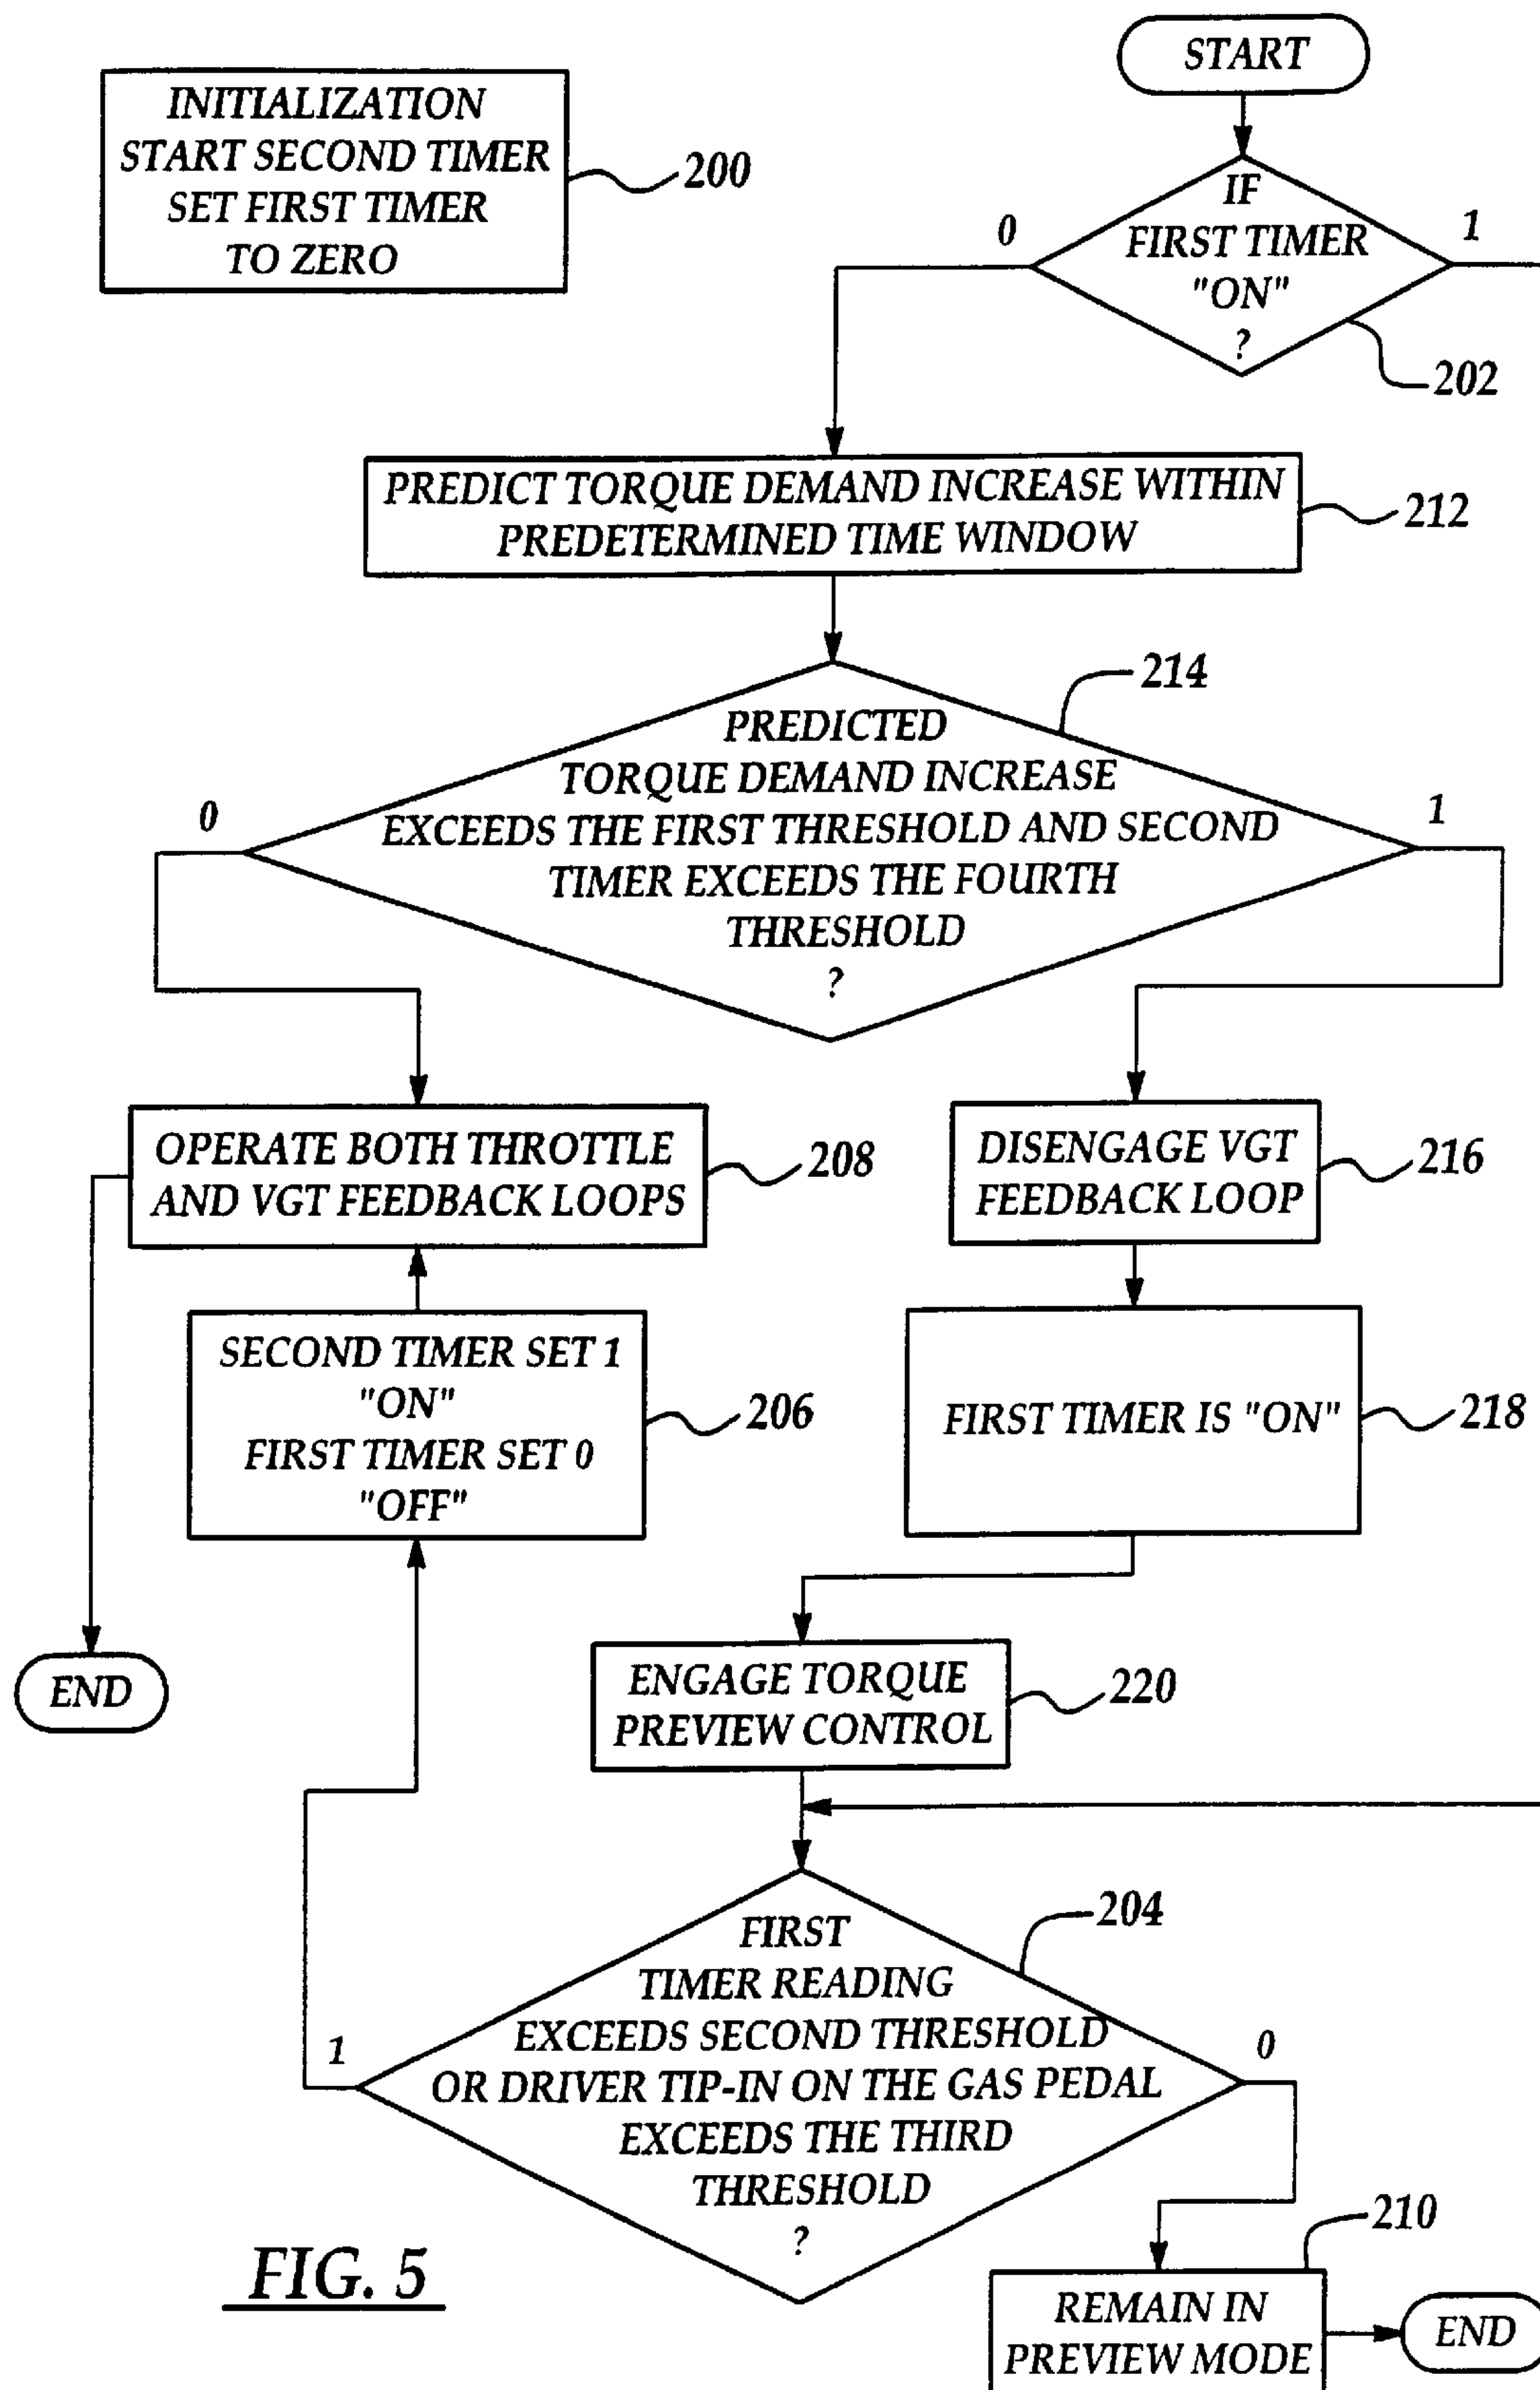 START
INITIALIZATION
START SECOND TIMER
SET FIRST TIMER
TO ZERO
200
IF
FIRST TIMER
"ON"
?
0
1
202
PREDICT TORQUE DEMAND INCREASE WITHIN
PREDETERMINED TIME WINDOW
212
214
PREDICTED
TORQUE DEMAND INCREASE
EXCEEDS THE FIRST THRESHOLD AND SECOND
TIMER EXCEEDS THE FOURTH
THRESHOLD
?
0
1
OPERATE BOTH THROTTLE
AND VGT FEEDBACK LOOPS
208
DISENGAGE VGT
FEEDBACK LOOP
216
SECOND TIMER SET 1
"ON"
FIRST TIMER SET 0
"OFF"
206
FIRST TIMER IS "ON"
218
END
ENGAGE TORQUE
PREVIEW CONTROL
220
204
FIRST
TIMER READING
EXCEEDS SECOND THRESHOLD
OR DRIVER TIP-IN ON THE GAS PEDAL
EXCEEDS THE THIRD
THRESHOLD
?
1
0
210
REMAIN IN
PREVIEW MODE
END
FIG. 5